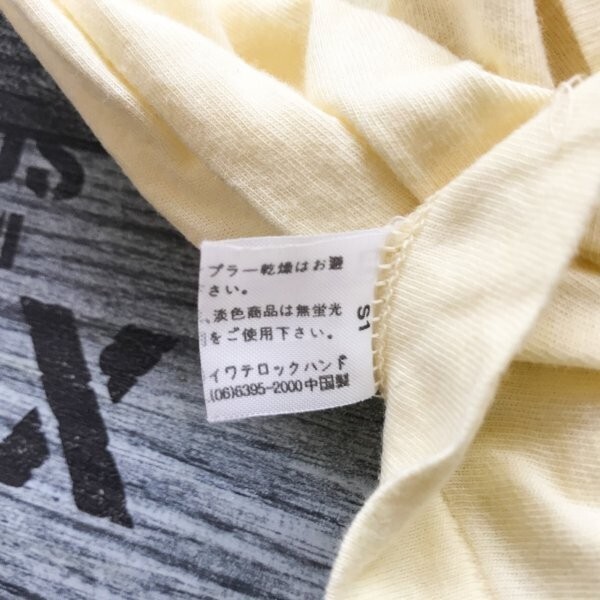 プラー乾燥はお避
さい。
淡色商品は無蛍光
をご使用下さい。
イワテロックハンド
(06)6395-2000中国製
S1
X